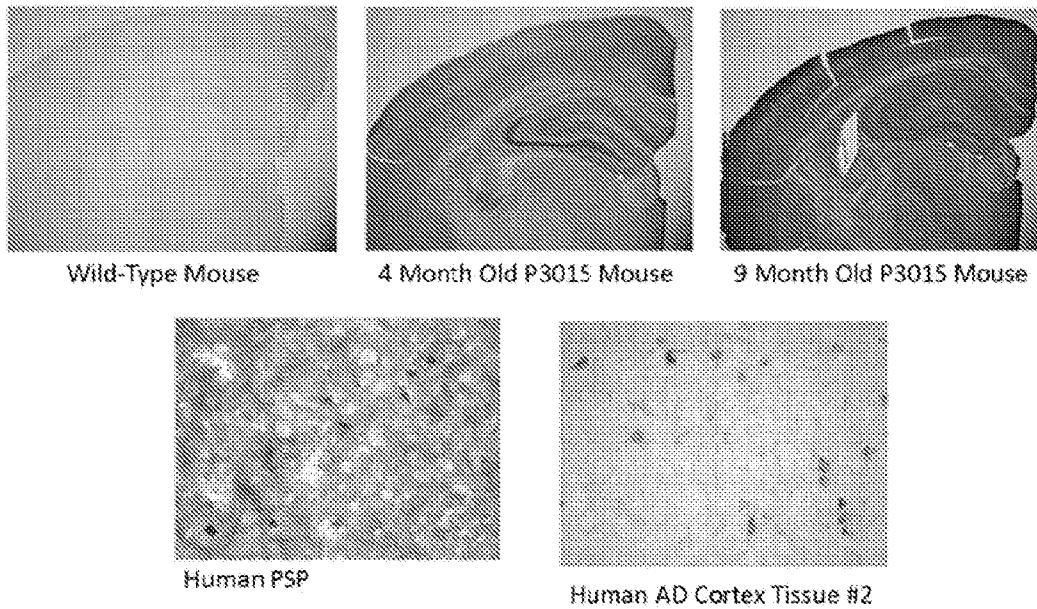 Wild-Type Mouse
4 Month Old P301S Mouse
9 Month Old P301S Mouse
Human PSP
Human AD Cortex Tissue #2